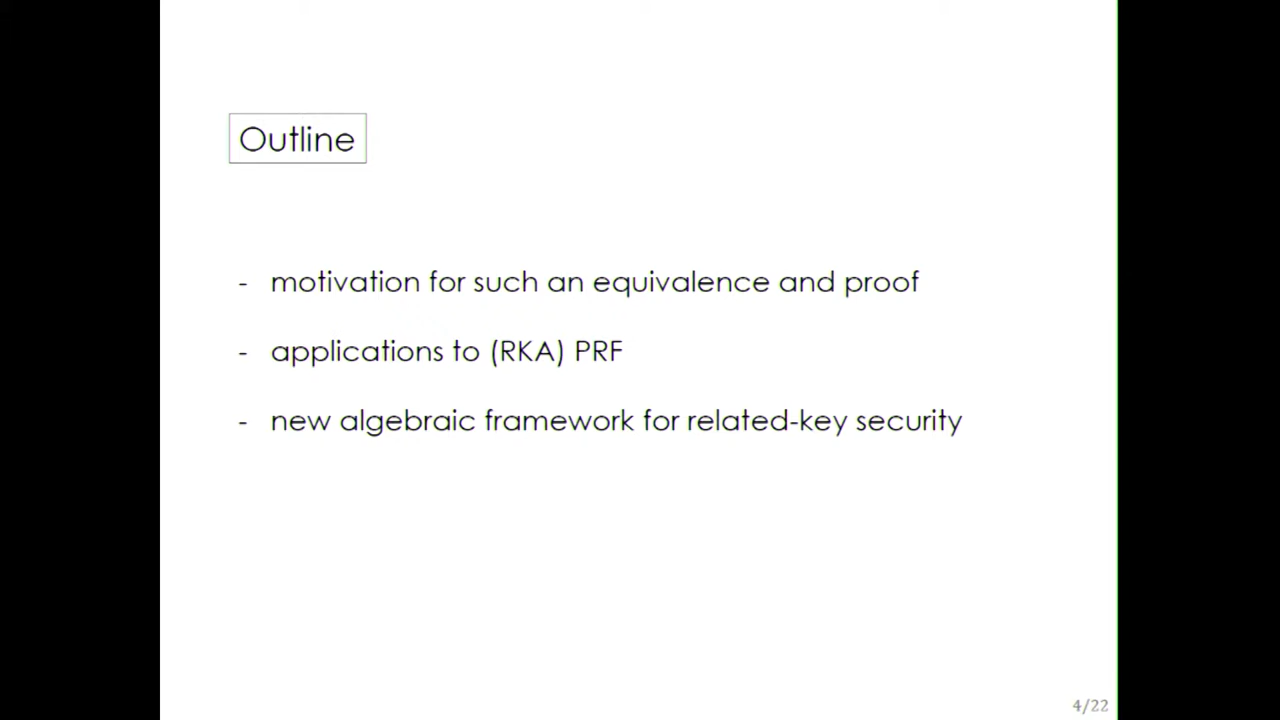 Outline
- motivation for such an equivalence and proof
- applications to (RKA) PRF
- new algebraic framework for related-key security
4/22